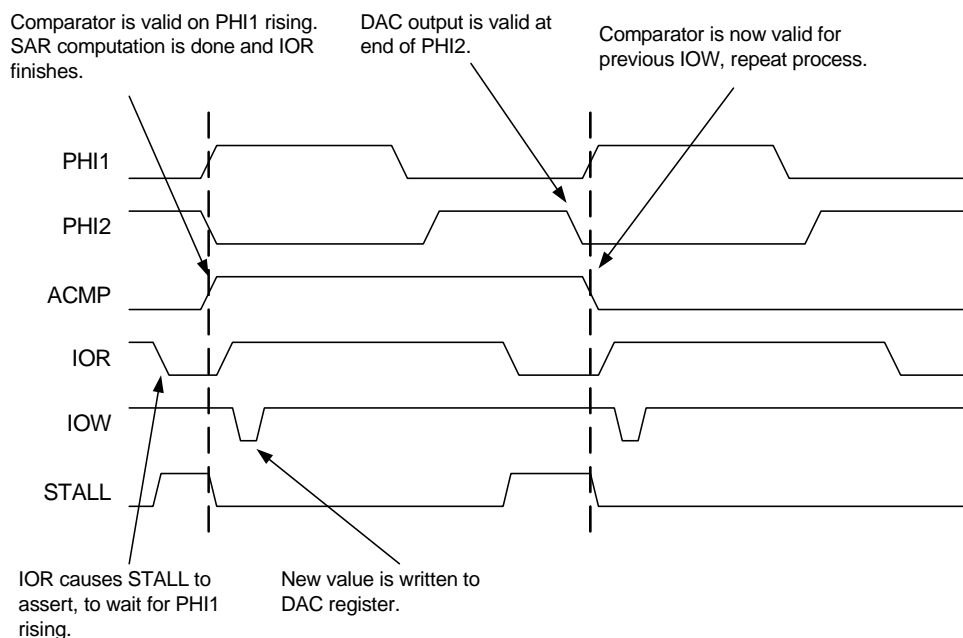 Comparator is valid on PHI1 rising.
SAR computation is done and IOR
finishes.
DAC output is valid at
end of PHI2.
Comparator is now valid for
previous IOW, repeat process.
PHI1
PHI2
ACMP
IOR
IOW
STALL
IOR causes STALL to
assert, to wait for PHI1
rising.
New value is written to
DAC register.